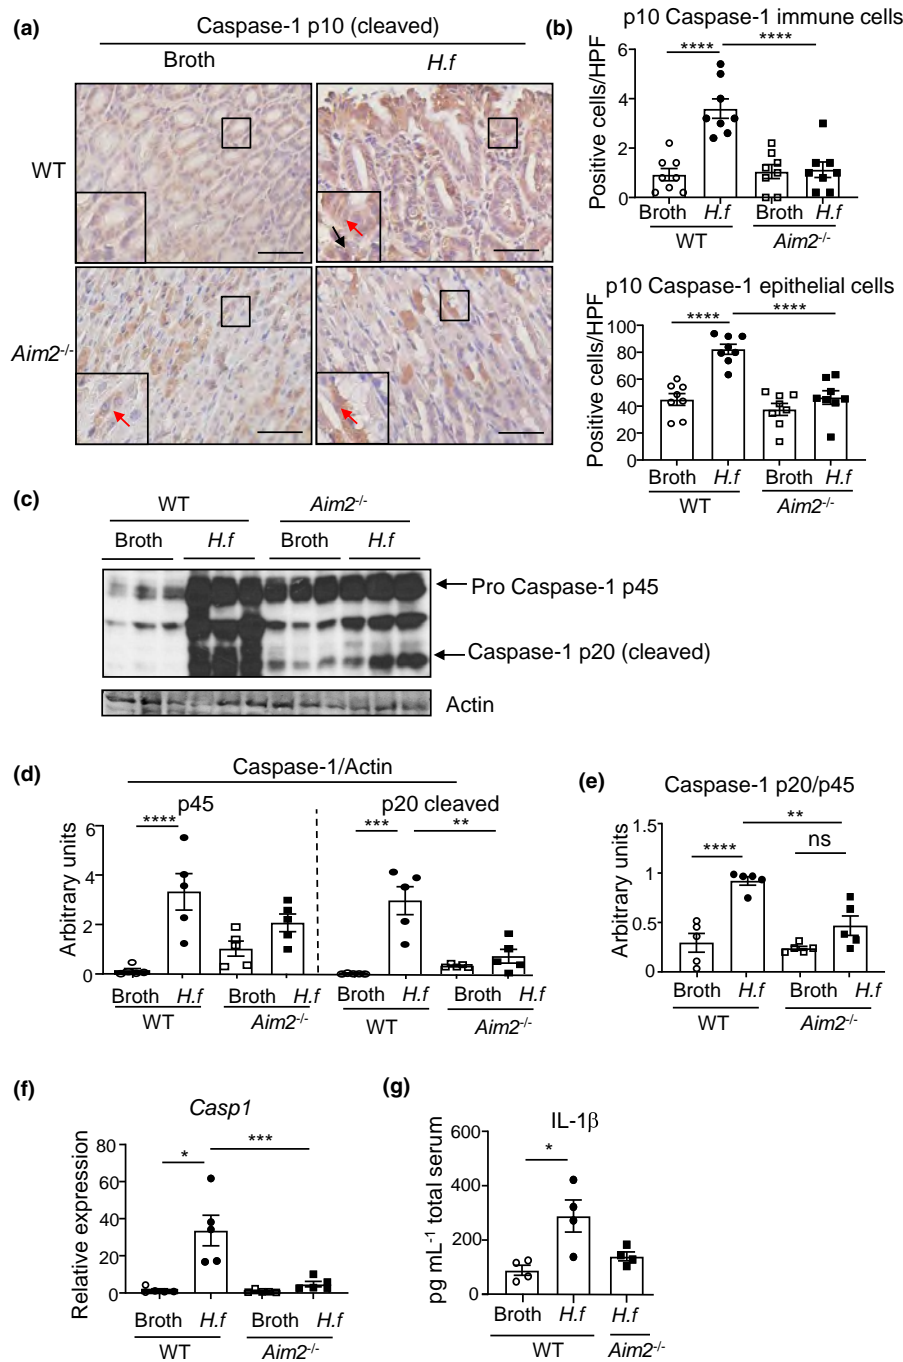 (a)
Caspase-1 p10 (cleaved)
Broth H.f
WT
Aim2-/-
(b)
p10 Caspase-1 immune cells
**** ****
Positive cells/HPF
6
4
2
0
Broth H.f Broth H.f
WT Aim2-/-
p10 Caspase-1 epithelial cells
**** ****
Positive cells/HPF
100
80
60
40
20
0
Broth H.f Broth H.f
WT Aim2-/-
(c)
WT Aim2-/-
Broth H.f Broth H.f
Pro Caspase-1 p45
Caspase-1 p20 (cleaved)
Actin
(d)
Caspase-1/Actin
p45 p20 cleaved
**** *** **
Arbitrary units
6
4
2
0
Broth H.f Broth H.f Broth H.f Broth H.f
WT Aim2-/- WT Aim2-/-
(e)
Caspase-1 p20/p45
**
**** ns
Arbitrary units
1.5
1
0.5
0
Broth H.f Broth H.f
WT Aim2-/-
(f)
Casp1
* ***
Relative expression
80
60
40
20
0
Broth H.f Broth H.f
WT Aim2-/-
(g)
IL-1β
*
pg mL-1 total serum
600
400
200
0
Broth H.f H.f
WT Aim2-/-